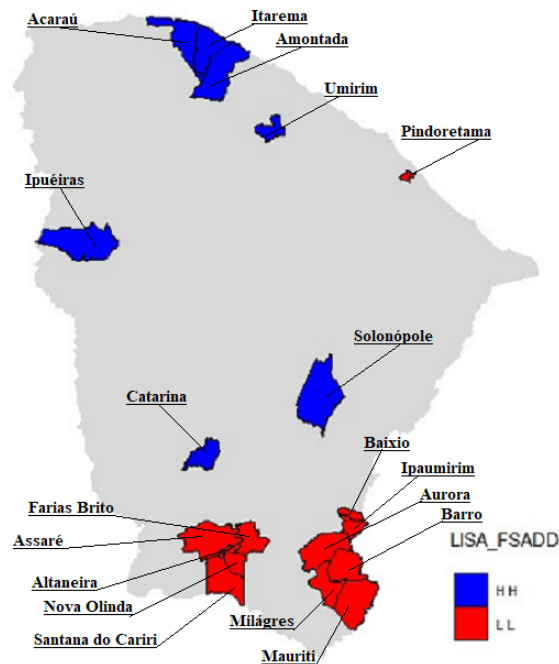 Acaraú
Itarema
Amontada
Umirim
Pindoretama
Ipuéiras
Solonópole
Catarina
Baixio
Ipaumirim
Farias Brito
Aurora
Barro
Assaré
LISA_FSADD
Altaneira
HH
Nova Olinda
LL
Milágres
Santana do Cariri
Mauriti